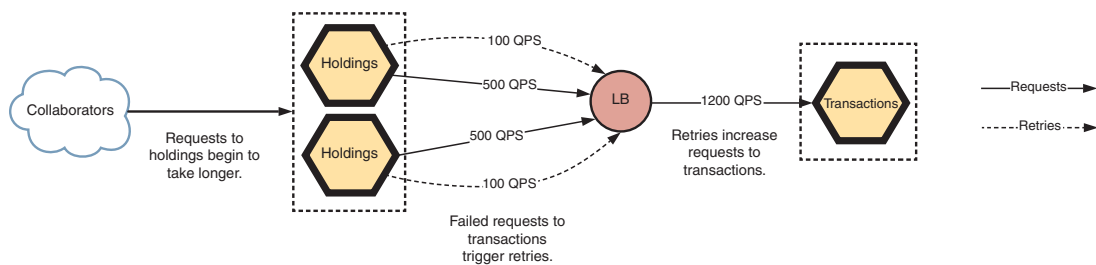 Collaborators
Requests to
holdings begin to
take longer.
Holdings
Holdings
100 QPS
500 QPS
500 QPS
100 QPS
Failed requests to
transactions
trigger retries.
LB
1200 QPS
Retries increase
requests to
transactions.
Transactions
Requests
Retries